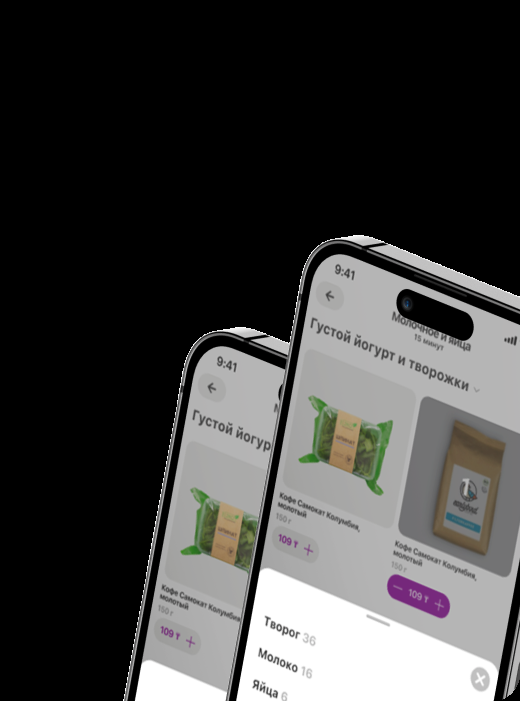 9:41
Молочное и яйца
15 минут
Густой йогурт и творожки
Кофе Самокат Колумбия,
молотый
150 г
109 ₸ +
Кофе Самокат Колумбия,
молотый
150 г
− 109 ₸ +
Творог 36
Молоко 16
Яйца 6
9:41
М
Густой йогур
Кофе Самокат Колумбия
молотый
150 г
109 ₸ +